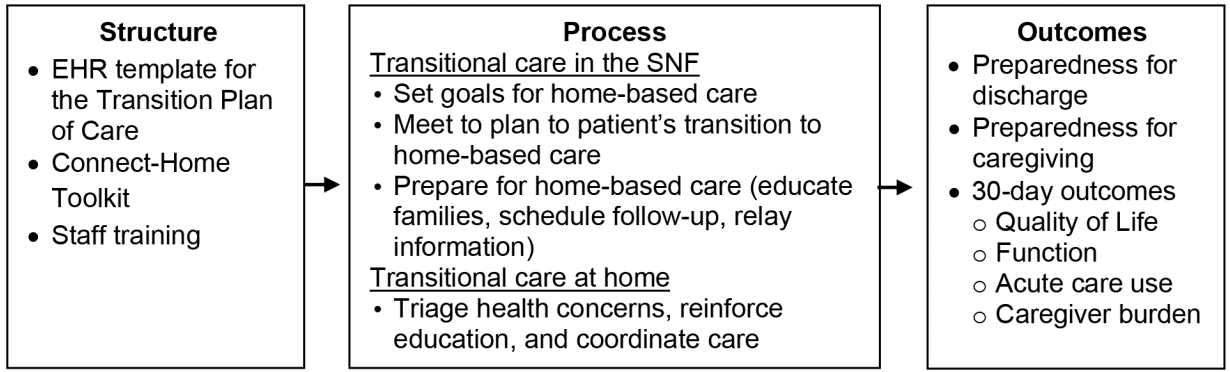 Structure
• EHR template for
the Transition Plan
of Care
• Connect-Home
Toolkit
• Staff training
Process
Transitional care in the SNF
• Set goals for home-based care
• Meet to plan to patient’s transition to
home-based care
• Prepare for home-based care (educate
families, schedule follow-up, relay
information)
Transitional care at home
• Triage health concerns, reinforce
education, and coordinate care
Outcomes
• Preparedness for
discharge
• Preparedness for
caregiving
• 30-day outcomes
o Quality of Life
o Function
o Acute care use
o Caregiver burden